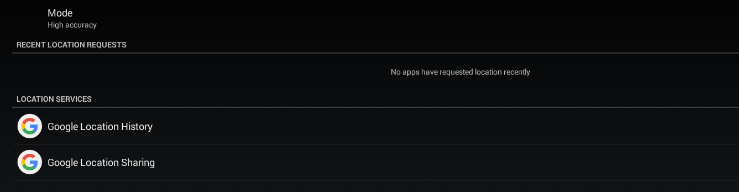 Mode
High accuracy
RECENT LOCATION REQUESTS
No apps have requested location recently
LOCATION SERVICES
Google Location History
Google Location Sharing